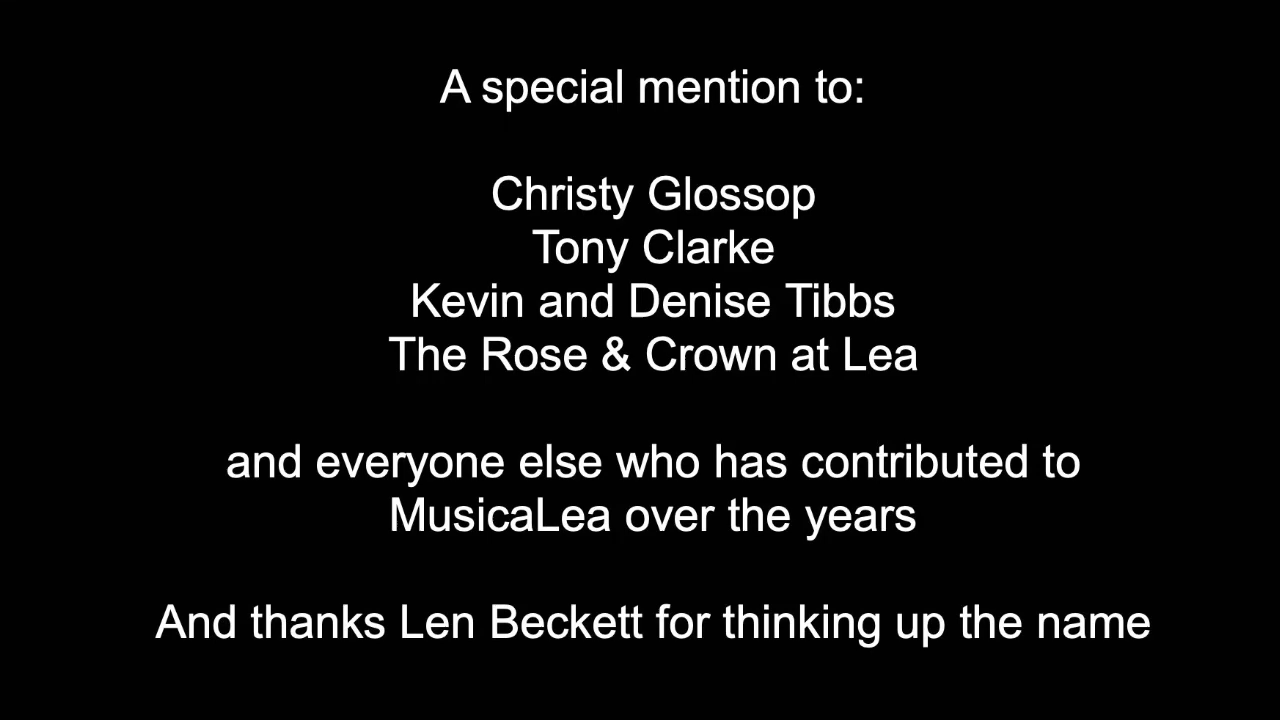 A special mention to:
Christy Glossop
Tony Clarke
Kevin and Denise Tibbs
The Rose & Crown at Lea
and everyone else who has contributed to
MusicaLea over the years
And thanks Len Beckett for thinking up the name